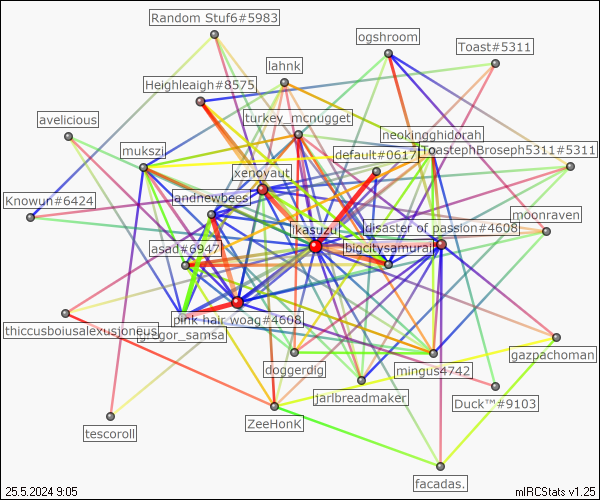 Random Stuf6#5983
ogshroom
Toast#5311
lahnk
Heighleaigh#8575
avelicious
turkey_mcnugget
neokingghidorah
mukszi
default#0617
ToastephBroseph5311#5311
xenoyaut
Knowun#6424
landnewbees
moonraven
ikasuzu
disaster of passion#4608
asad#6947
bigcitysamurai
pink hair woag#4608
thiccusboiusalexusjoneus
gregor_samsa
gazpachoman
doggerdig
mingus4742
jarlbreadmaker
Duck™#9103
tescoroll
ZeeHonK
facadas.
25.5.2024 9:05
mIRCStats v1.25